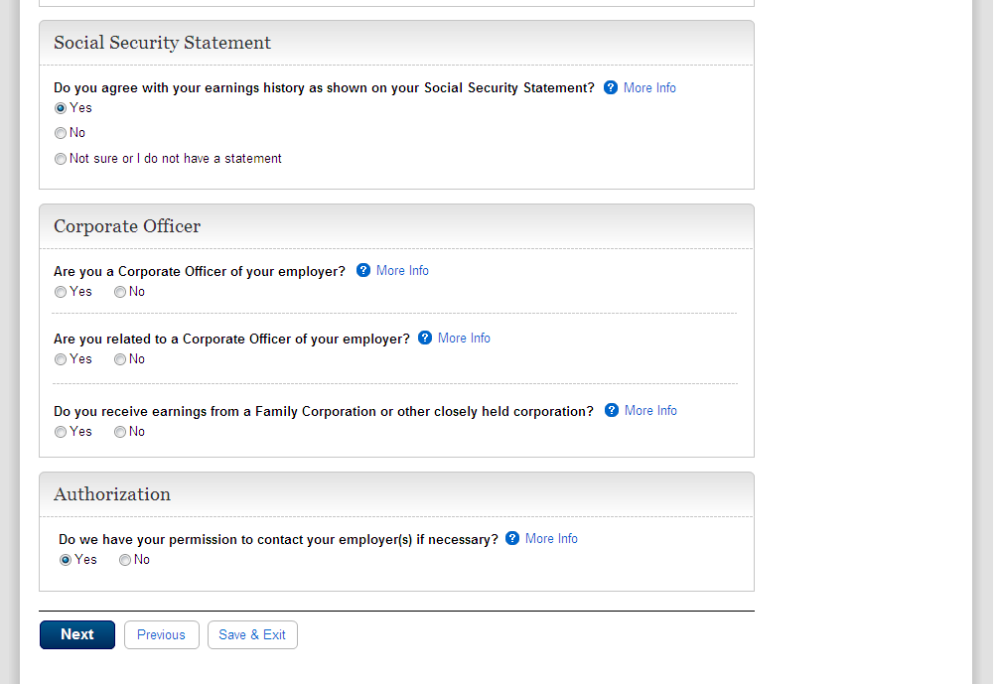 Social Security Statement
Do you agree with your earnings history as shown on your Social Security Statement? ? More Info
Yes
No
Not sure or I do not have a statement
Corporate Officer
Are you a Corporate Officer of your employer? ? More Info
Yes No
Are you related to a Corporate Officer of your employer? ? More Info
Yes No
Do you receive earnings from a Family Corporation or other closely held corporation? ? More Info
Yes No
Authorization
Do we have your permission to contact your employer(s) if necessary? ? More Info
Yes No
Next Previous Save & Exit